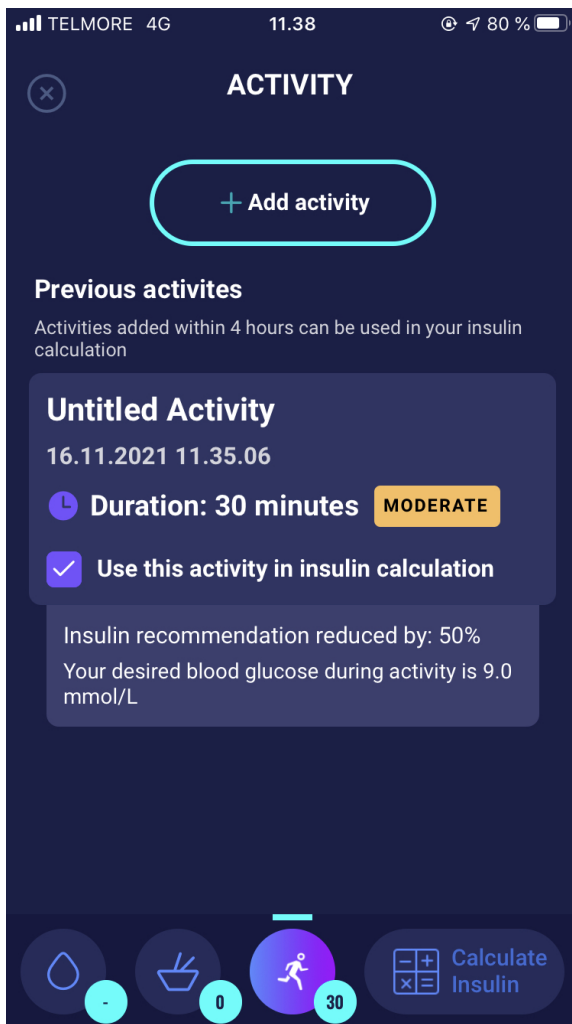 TELMORE 4G 11.38 80 %
ACTIVITY
+ Add activity
Previous activites
Activities added within 4 hours can be used in your insulin
calculation
Untitled Activity
16.11.2021 11.35.06
Duration: 30 minutes MODERATE
Use this activity in insulin calculation
Insulin recommendation reduced by: 50%
Your desired blood glucose during activity is 9.0
mmol/L
Calculate
Insulin
- 0 30